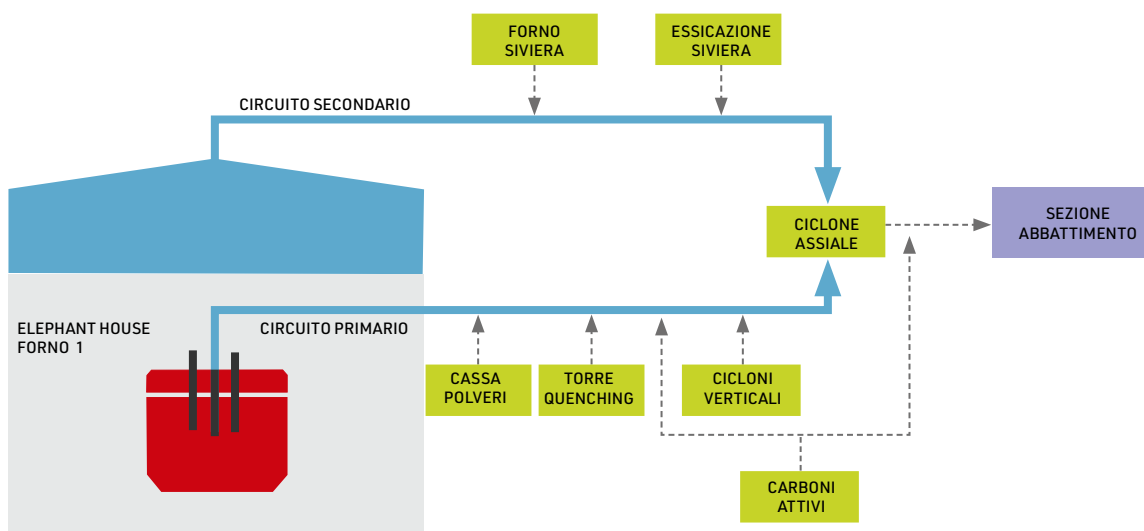 FORNO
SIVIERA
ESSICAZIONE
SIVIERA
CIRCUITO SECONDARIO
CICLONE
ASSIALE
SEZIONE
ABBATTIMENTO
ELEPHANT HOUSE
FORNO 1
CIRCUITO PRIMARIO
CASSA
POLVERI
TORRE
QUENCHING
CICLONI
VERTICALI
CARBONI
ATTIVI